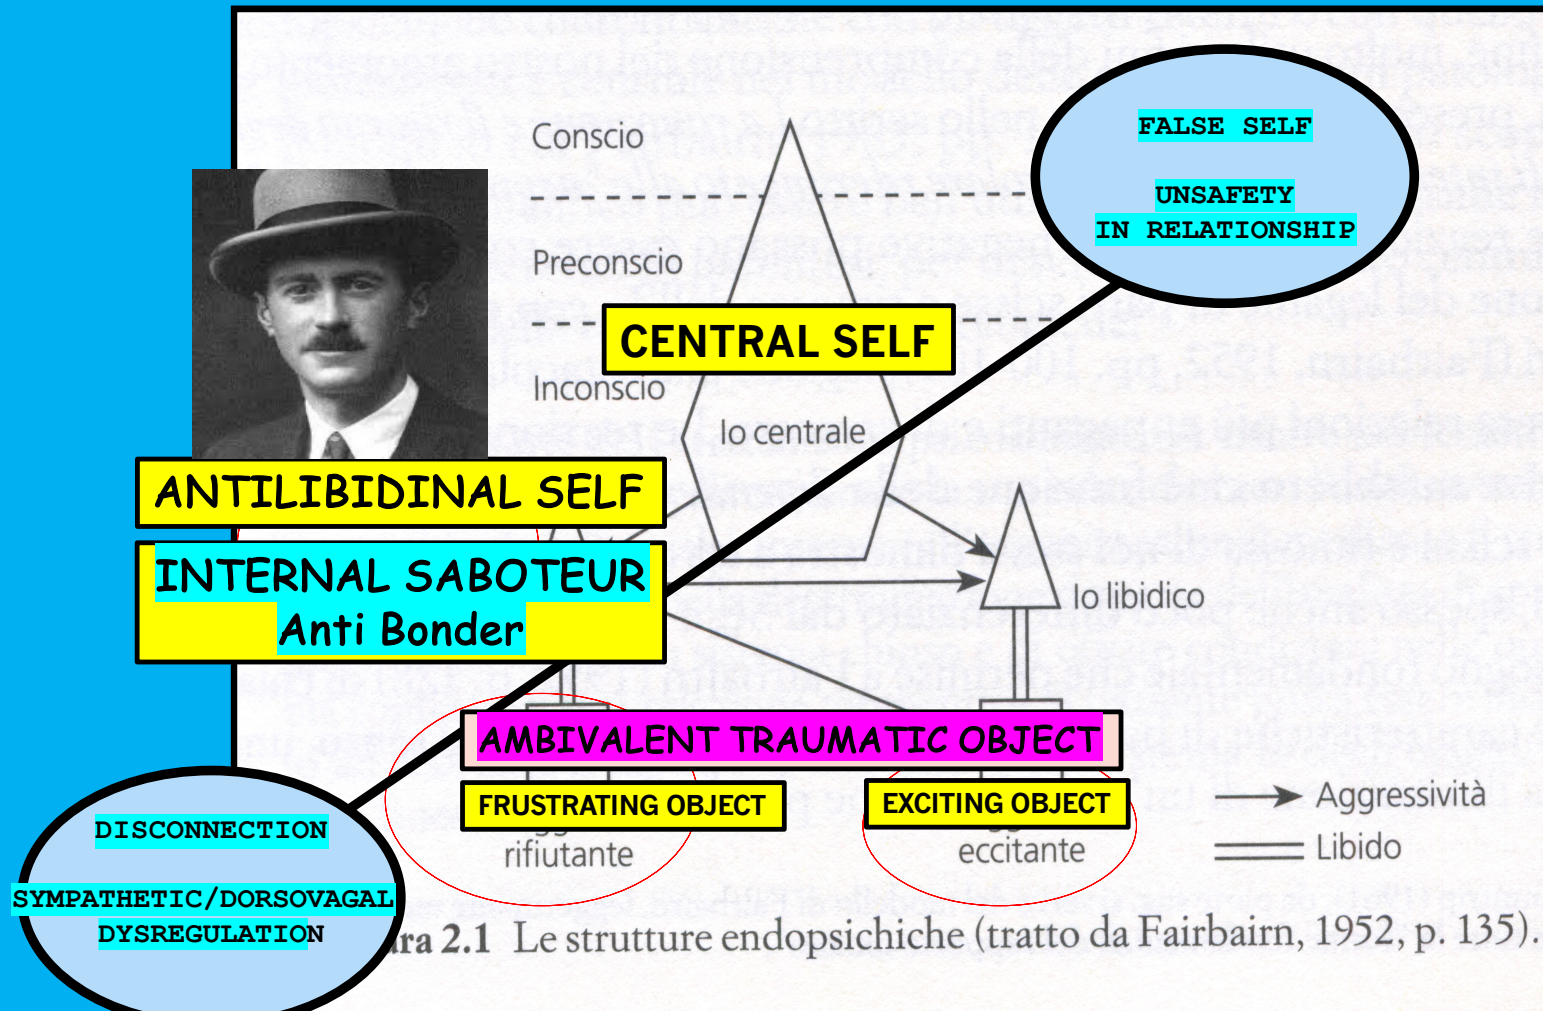 Conscio
FALSE SELF
UNSAFETY
IN RELATIONSHIP
Preconscio
CENTRAL SELF
Inconscio
Io centrale
ANTILIBIDINAL SELF
INTERNAL SABOTEUR
Anti Bonder
Io libidico
AMBIVALENT TRAUMATIC OBJECT
FRUSTRATING OBJECT
EXCITING OBJECT
rifiutante
eccitante
Aggressività
Libido
DISCONNECTION
SYMPATHETIC/DORSOVAGAL
DYSREGULATION
ra 2.1 Le strutture endopsichiche (tratto da Fairbairn, 1952, p. 135).